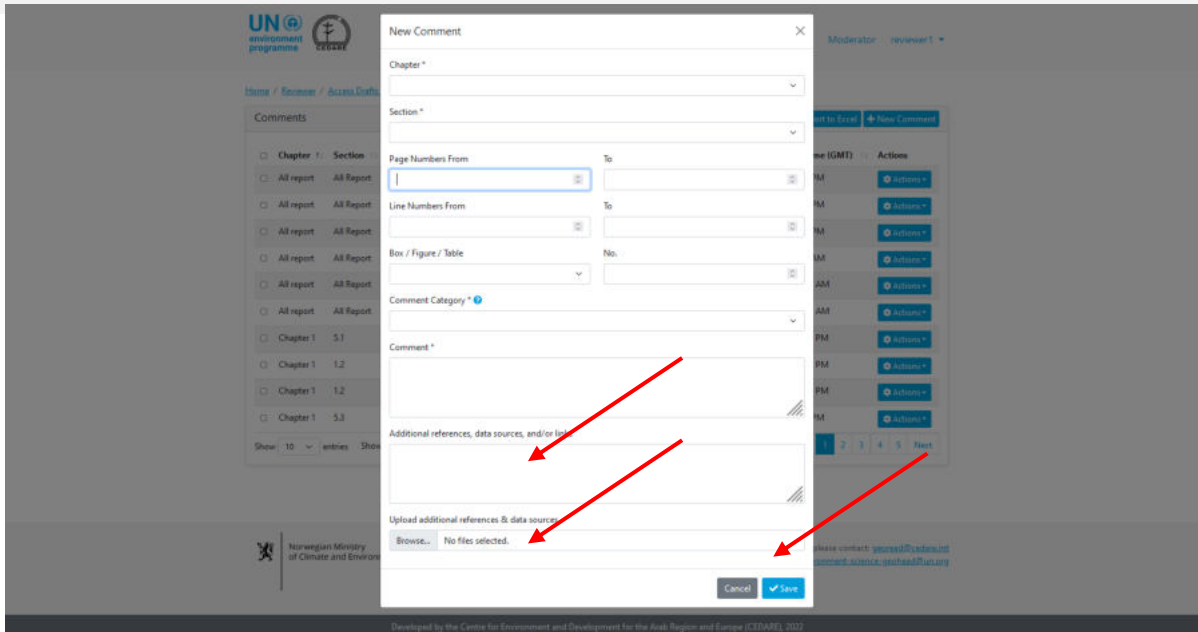 UN
environment
programme
CEDARE
Moderator reviewer1
Home / Reviewer / Access Drafts
Comments
to Excel + New Comment
Chapter Section
(GMT) Actions
All report All Report
PM Actions
All report All Report
PM Actions
All report All Report
PM Actions
All report All Report
AM Actions
All report All Report
AM Actions
All report All Report
AM Actions
Chapter 1 5.1
PM Actions
Chapter 1 1.2
PM Actions
Chapter 1 1.2
PM Actions
Chapter 1 5.3
PM Actions
Show 10 entries Show
1 2 3 4 5 Next
New Comment
Chapter *
Section *
Page Numbers From To
Line Numbers From To
Box / Figure / Table No.
Comment Category *
Comment *
Additional references, data sources, and/or links
Upload additional references & data sources
Browse... No files selected.
Cancel Save
Norwegian Ministry
of Climate and
please contact:
Developed by the Centre for Environment and Development for the Arab Region and Europe (CEDARE), 2022